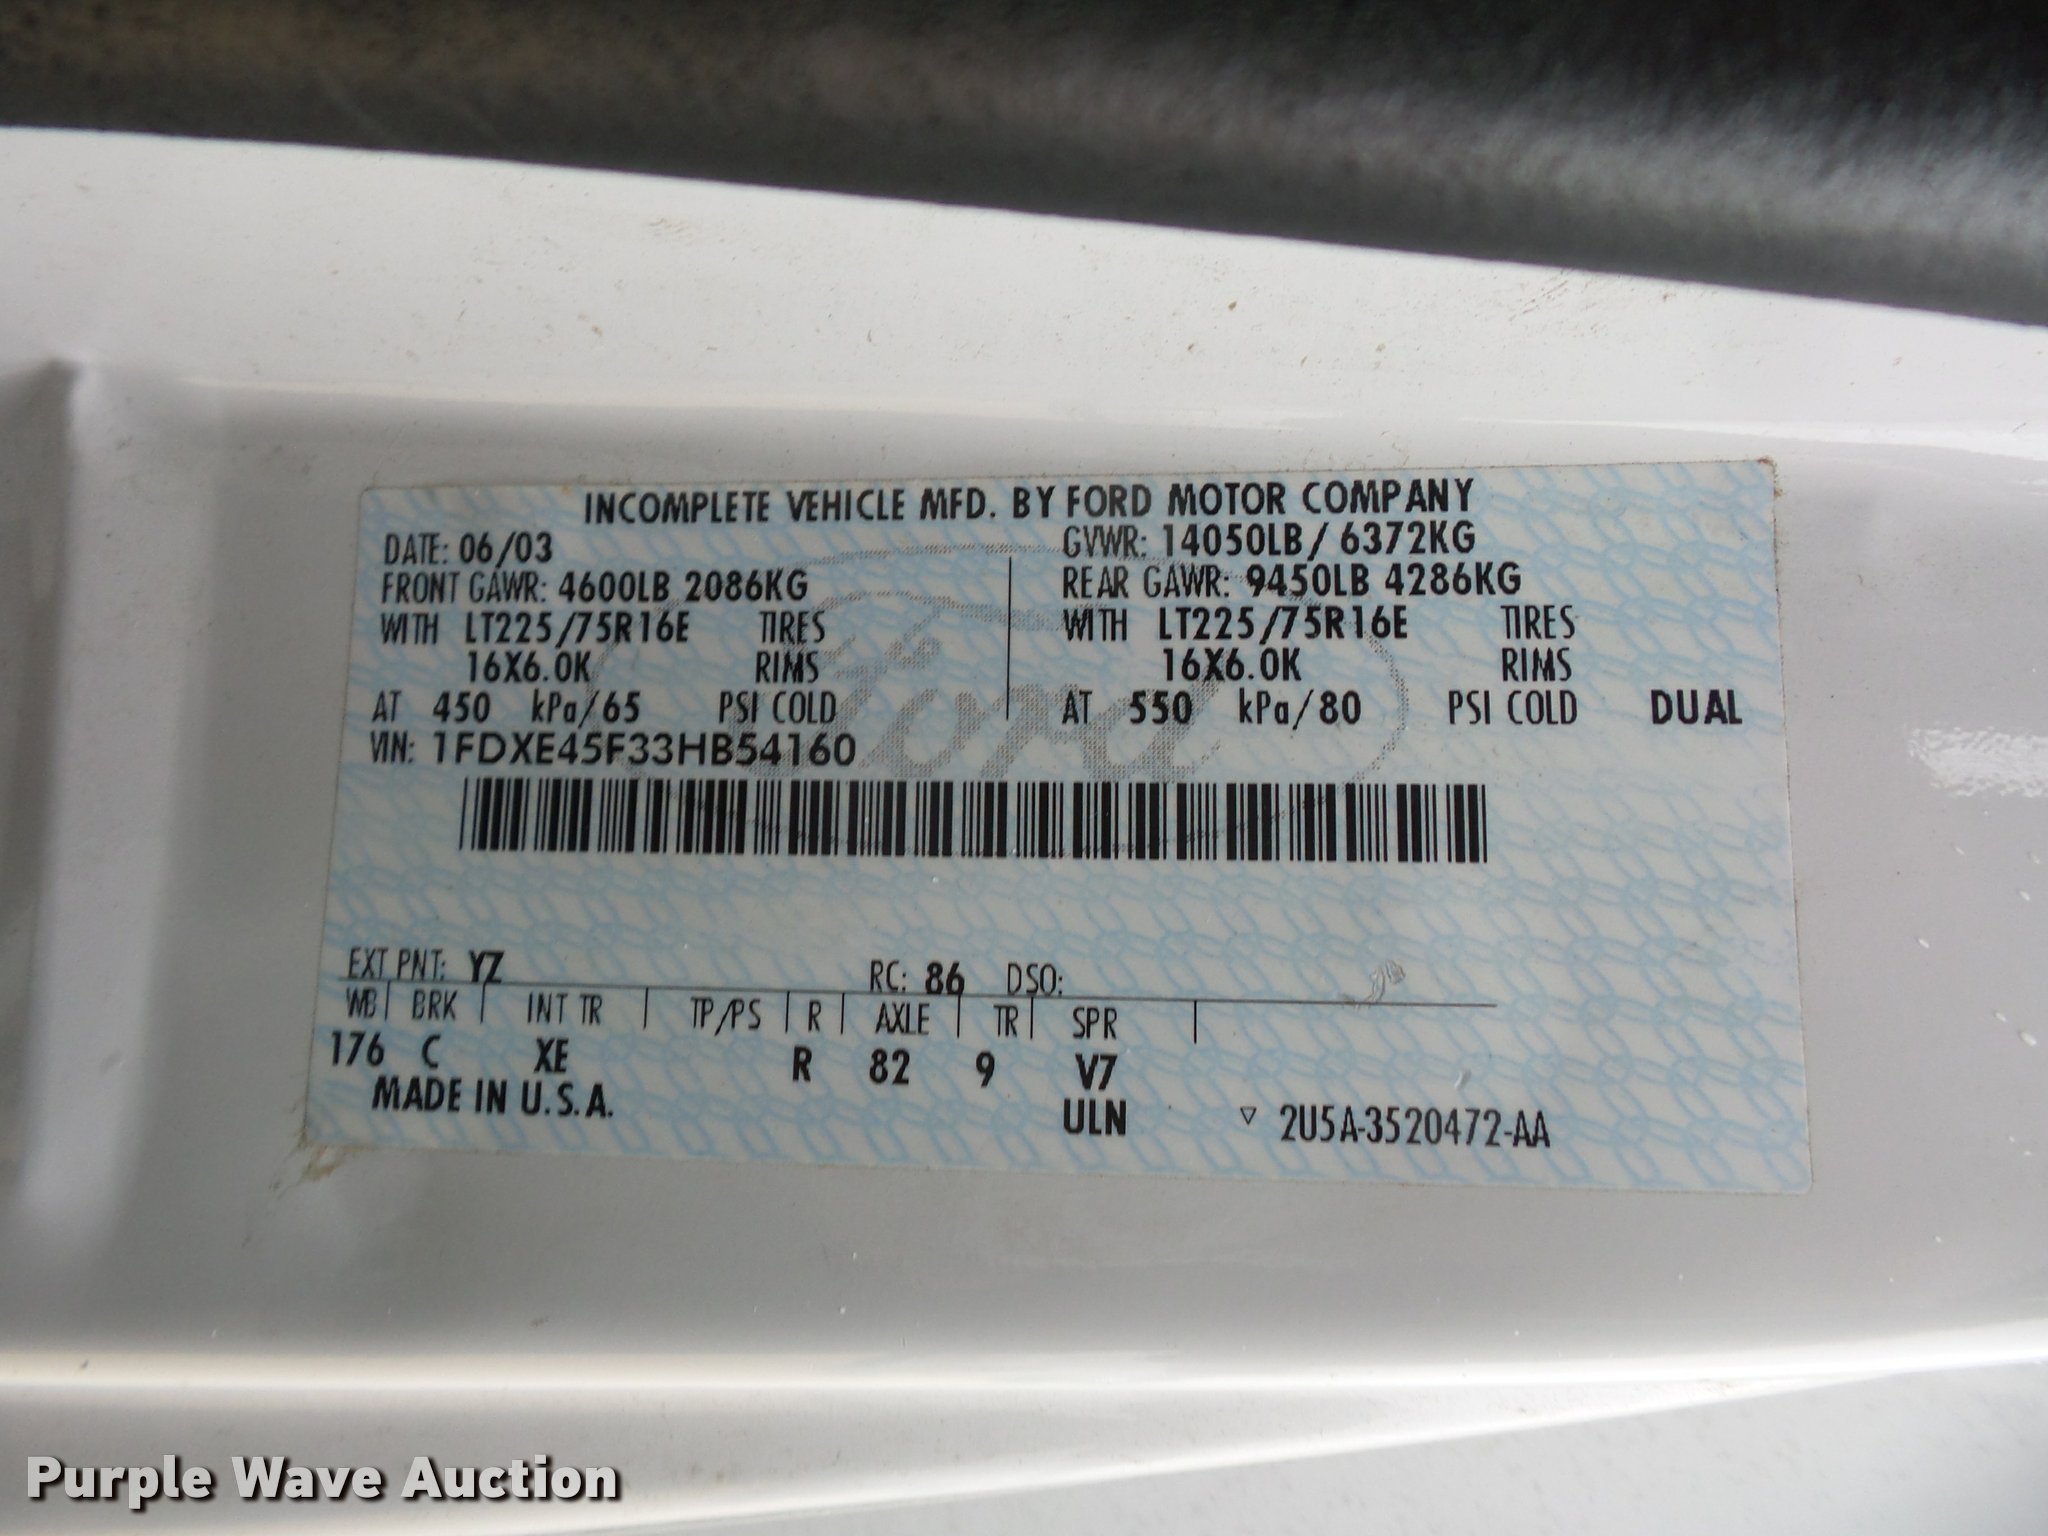 INCOMPLETE VEHICLE MFD. BY FORD MOTOR COMPANY
DATE: 06/03 GVWR: 14050LB/ 6372KG
FRONT GAWR: 4600LB 2086KG REAR GAWR: 9450LB 4286KG
WITH LT225/75R16E TIRES WITH LT225/75R16E TIRES
16X6.0K RIMS 16X6.0K RIMS
AT 450 kPa/65 PSI COLD AT 550 kPa/80 PSI COLD DUAL
VIN: 1FDXE45F33HB54160
Ford
EXT PNT: YZ RC: 86 DSO:
WB BRK INT TR TP/PS R AXLE TR SPR
176 C XE R 82 9 V7
MADE IN U.S.A. ULN ▽ 2U5A-3520472-AA
Purple Wave Auction